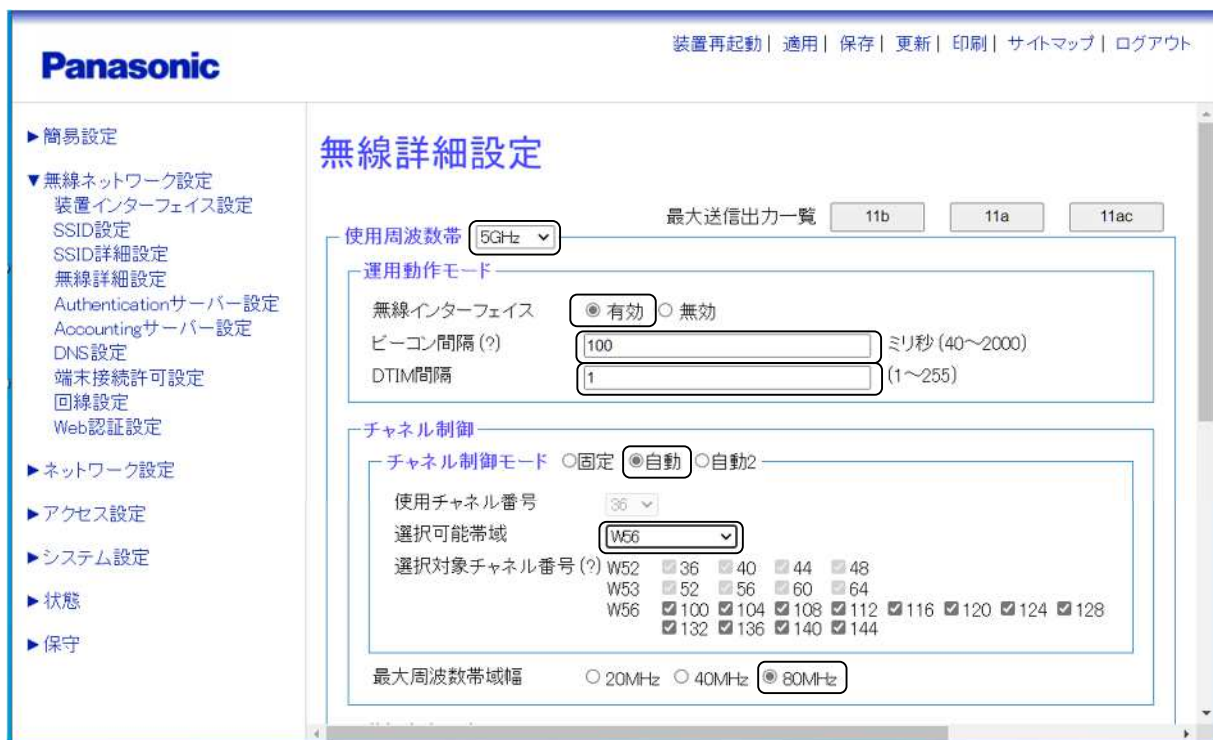 装置再起動| 適用| 保存| 更新| 印刷| サイトマップ| ログアウト
Panasonic
▶簡易設定
▼無線ネットワーク設定
装置インターフェイス設定
SSID設定
SSID詳細設定
無線詳細設定
Authenticationサーバー設定
Accountingサーバー設定
DNS設定
端末接続許可設定
回線設定
Web認証設定
▶ネットワーク設定
▶アクセス設定
▶システム設定
▶状態
▶保守
無線詳細設定
最大送信出力一覧 11b 11a 11ac
使用周波数帯 5GHz
運用動作モード
無線インターフェイス 有効 無効
ビーコン間隔(?) 100 ミリ秒(40～2000)
DTIM間隔 1 (1～255)
チャネル制御
チャネル制御モード 固定 自動 自動2
使用チャネル番号 36
選択可能帯域 W56
選択対象チャネル番号(?) W52 36 40 44 48
W53 52 56 60 64
W56 100 104 108 112 116 120 124 128
132 136 140 144
最大周波数帯域幅 20MHz 40MHz 80MHz